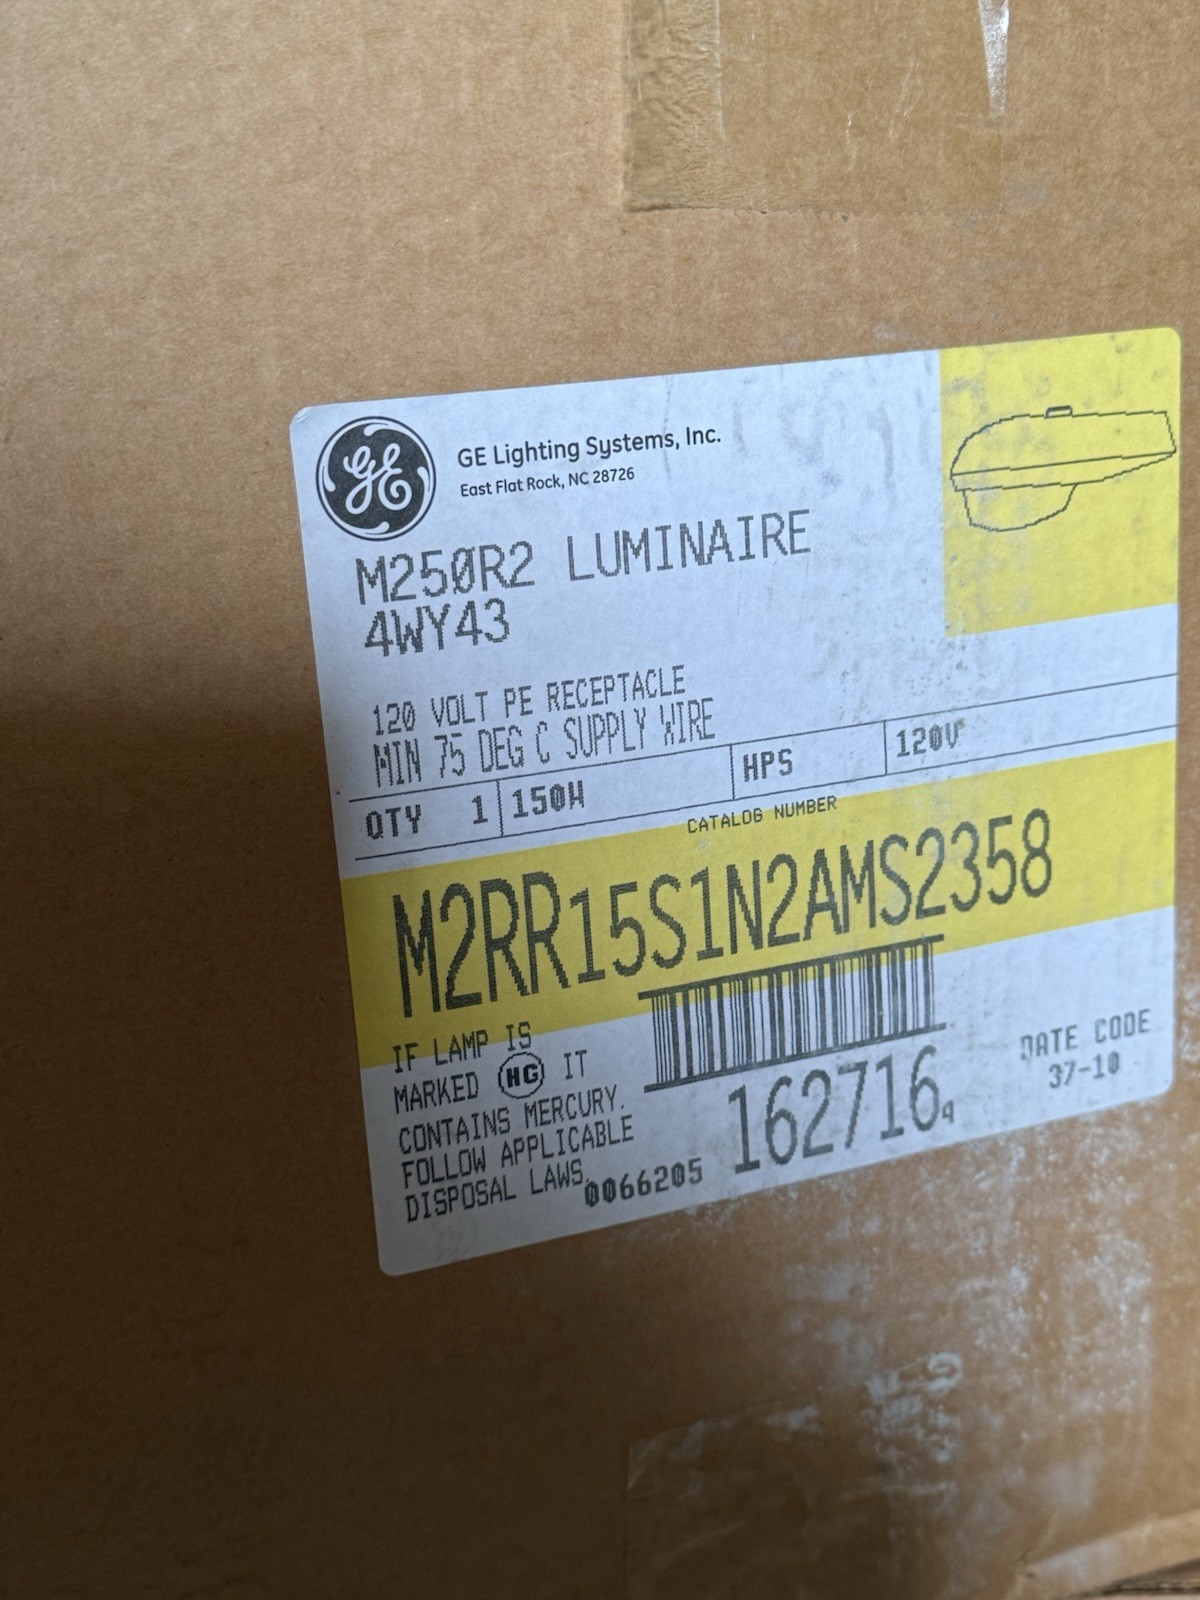 GE
GE Lighting Systems, Inc.
East Flat Rock, NC 28726
M250R2 LUMINAIRE
4WY43
120 VOLT PE RECEPTACLE
MIN 75 DEG C SUPPLY WIRE
QTY 1 150W HPS 120V
CATALOG NUMBER
M2RR15S1N2AMS2358
IF LAMP IS
MARKED HG IT
CONTAINS MERCURY.
FOLLOW APPLICABLE
DISPOSAL LAWS.
0066205
162716
DATE CODE
37-10